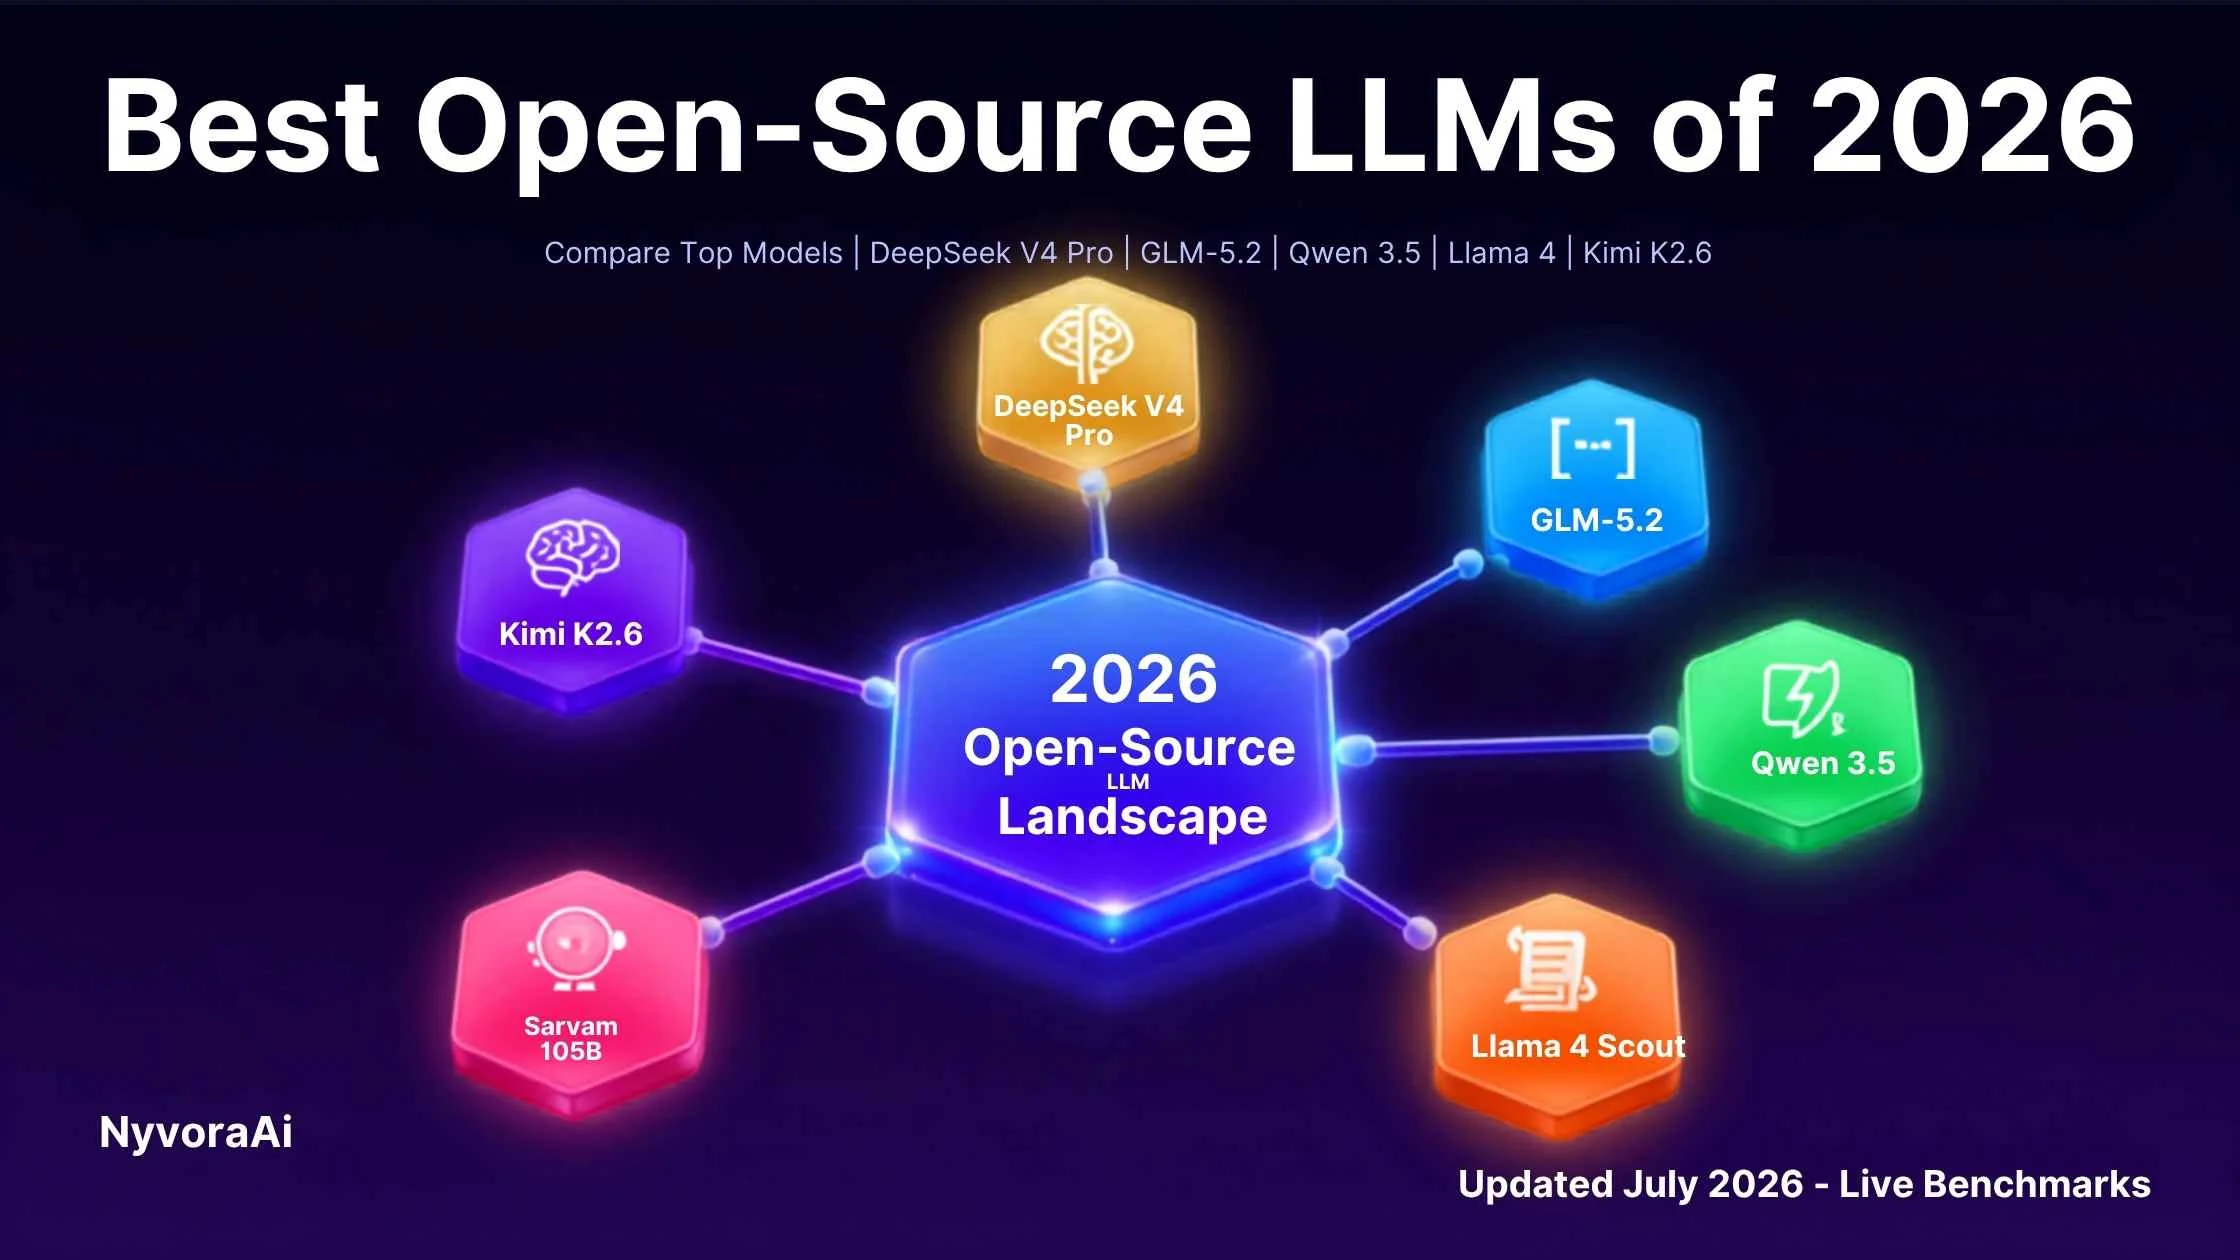 Best Open-Source LLMs of 2026
Compare Top Models | DeepSeek V4 Pro | GLM-5.2 | Qwen 3.5 | Llama 4 | Kimi K2.6
DeepSeek V4
Pro
GLM-5.2
Kimi K2.6
2026
Open-Source
LLM
Landscape
Qwen 3.5
Sarvam
105B
Llama 4 Scout
NyvoraAi
Updated July 2026 - Live Benchmarks